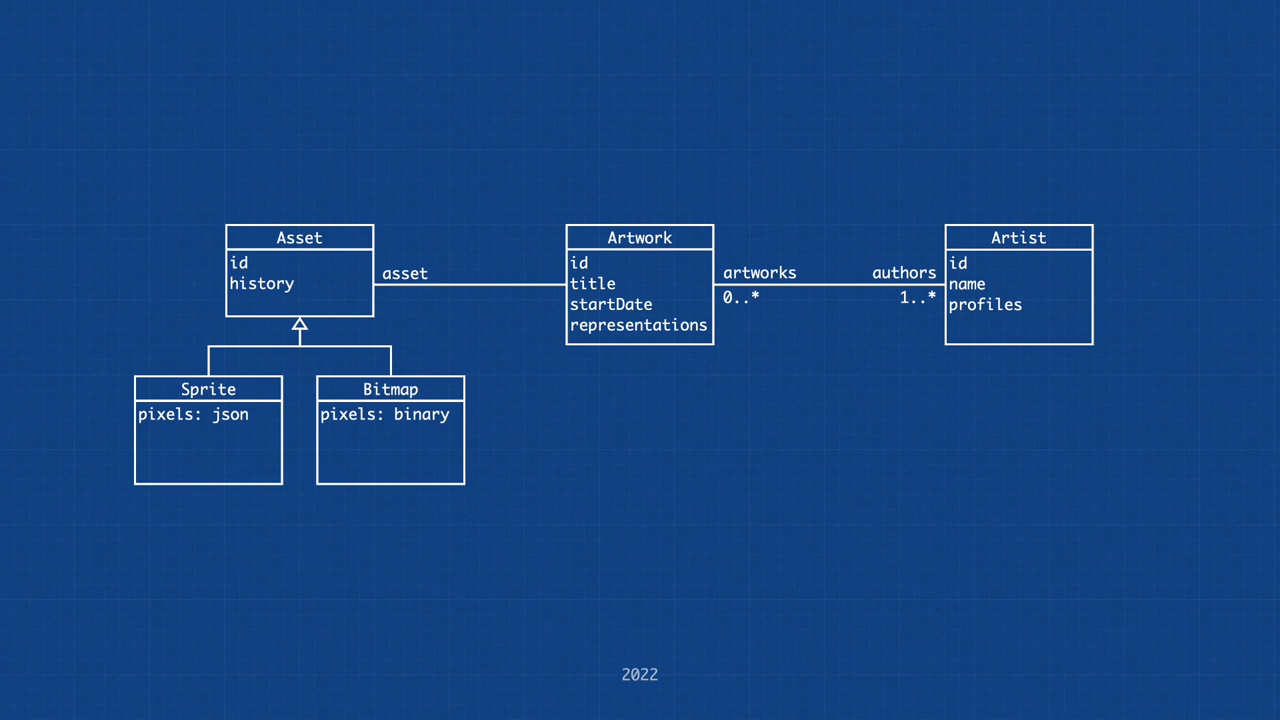 Asset
id
history
asset
Artwork
id
title
startDate
representations
artworks
0..*
authors
1..*
Artist
id
name
profiles
Sprite
pixels: json
Bitmap
pixels: binary
2022